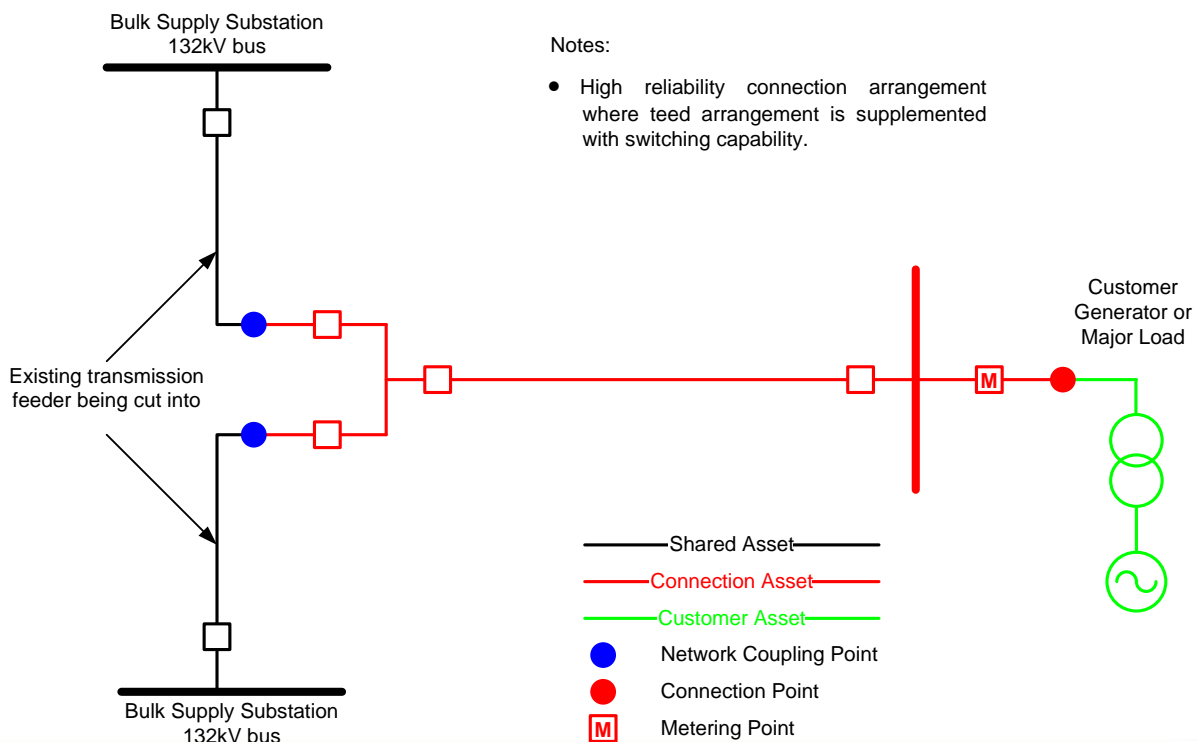 Bulk Supply Substation
132kV bus
Notes:
● High reliability connection arrangement
where teed arrangement is supplemented
with switching capability.
Customer
Generator or
Major Load
M
Existing transmission
feeder being cut into
Shared Asset
Connection Asset
Customer Asset
Network Coupling Point
Connection Point
M Metering Point
Bulk Supply Substation
132kV bus